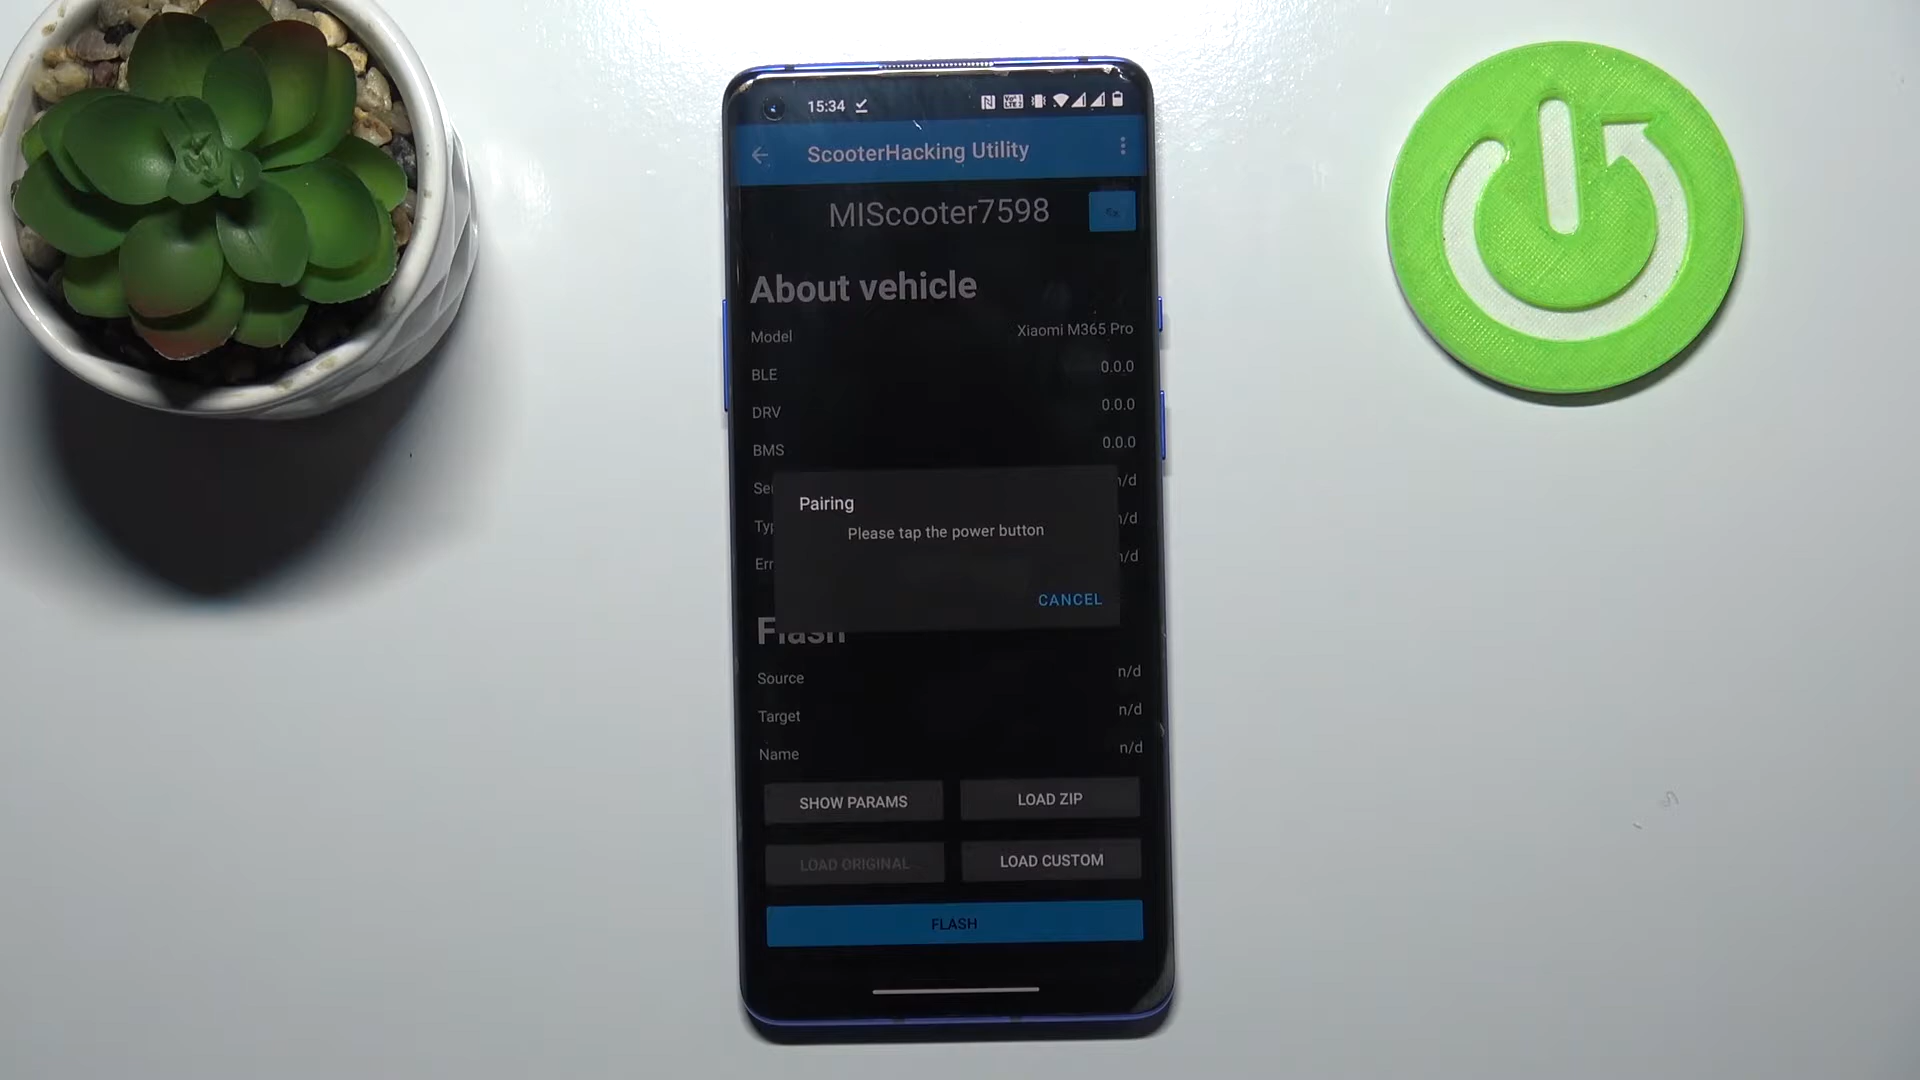 15:34
ScooterHacking Utility
MIScooter7598
About vehicle
Model Xiaomi M365 Pro
BLE 0.0.0
DRV 0.0.0
BMS 0.0.0
n/d
n/d
n/d
Pairing
Please tap the power button
CANCEL
Flash
Source n/d
Target n/d
Name n/d
SHOW PARAMS LOAD ZIP
LOAD ORIGINAL LOAD CUSTOM
FLASH